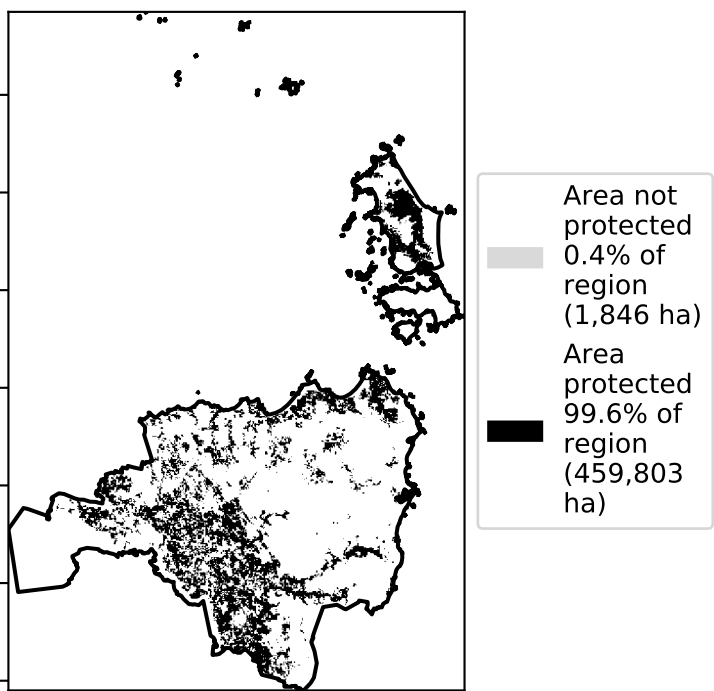 Area not
protected
0.4% of
region
(1,846 ha)
Area
protected
99.6% of
region
(459,803
ha)